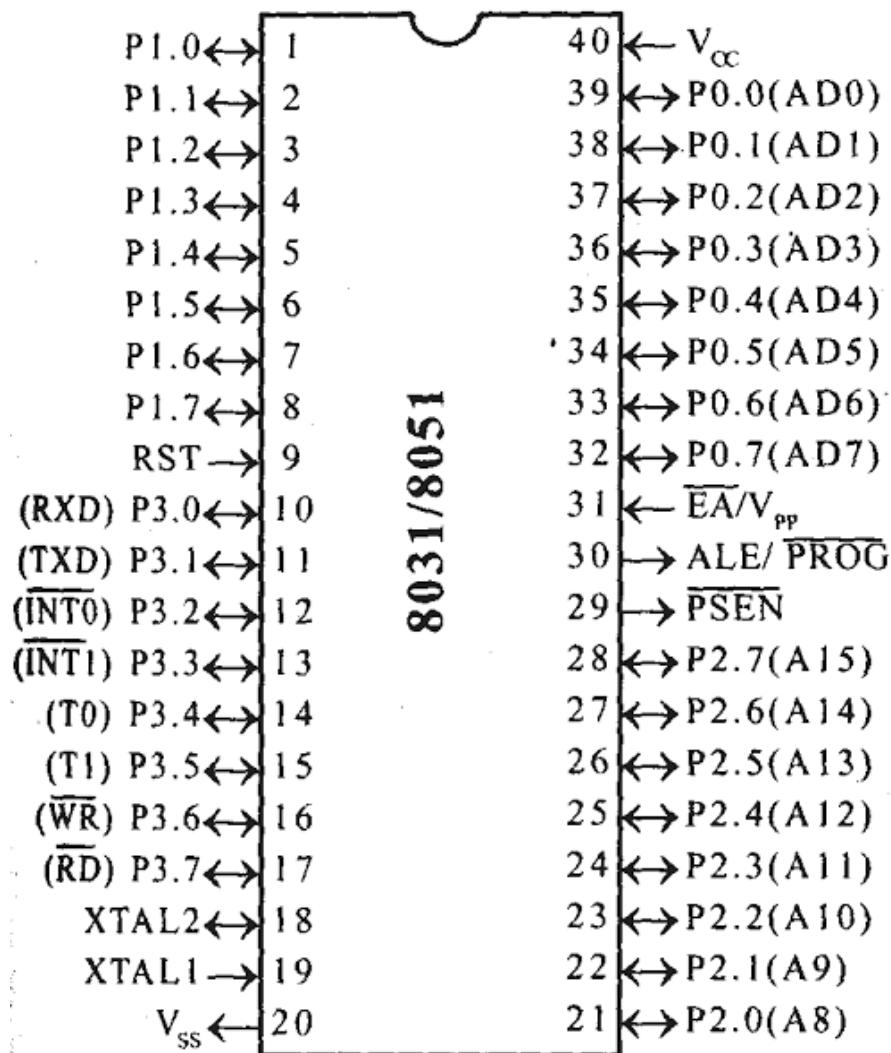 P1.0 1 40 VCC
P1.1 2 39 P0.0(AD0)
P1.2 3 38 P0.1(AD1)
P1.3 4 37 P0.2(AD2)
P1.4 5 36 P0.3(AD3)
P1.5 6 35 P0.4(AD4)
P1.6 7 34 P0.5(AD5)
P1.7 8 33 P0.6(AD6)
RST 9 32 P0.7(AD7)
(RXD) P3.0 10 31 E̅A̅/Vpp
(TXD) P3.1 11 30 ALE/ P̅R̅O̅G̅
(I̅N̅T̅0̅) P3.2 12 29 P̅S̅E̅N̅
(I̅N̅T̅1̅) P3.3 13 28 P2.7(A15)
(T0) P3.4 14 27 P2.6(A14)
(T1) P3.5 15 26 P2.5(A13)
(W̅R̅) P3.6 16 25 P2.4(A12)
(R̅D̅) P3.7 17 24 P2.3(A11)
XTAL2 18 23 P2.2(A10)
XTAL1 19 22 P2.1(A9)
VSS 20 21 P2.0(A8)
8031/8051